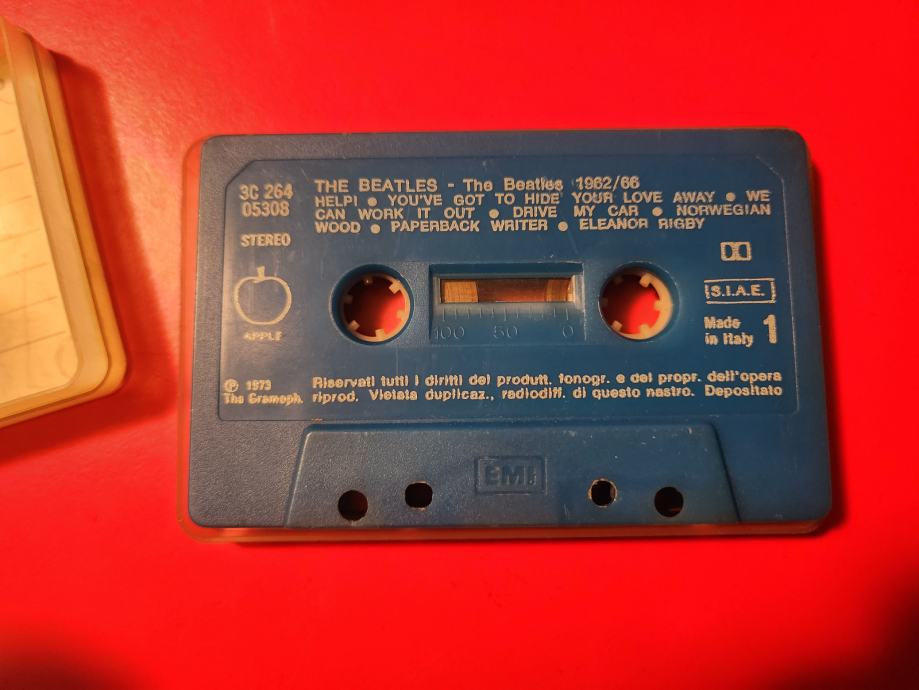 3C 264
05308
STEREO
APPLE
THE BEATLES - The Beatles 1962/66
HELP! ● YOU'VE GOT TO HIDE YOUR LOVE AWAY ● WE
CAN WORK IT OUT ● DRIVE MY CAR ● NORWEGIAN
WOOD ● PAPERBACK WRITER ● ELEANOR RIGBY
100 50 0
S.I.A.E.
Made
in Italy 1
℗ 1973
The Gramoph.
Riservati tutti i diritti dei produtt. fonogr. e dei propr. dell'opera
riprod. Vietata duplicaz., radiodiff. di questo nastro. Depositato
EMI